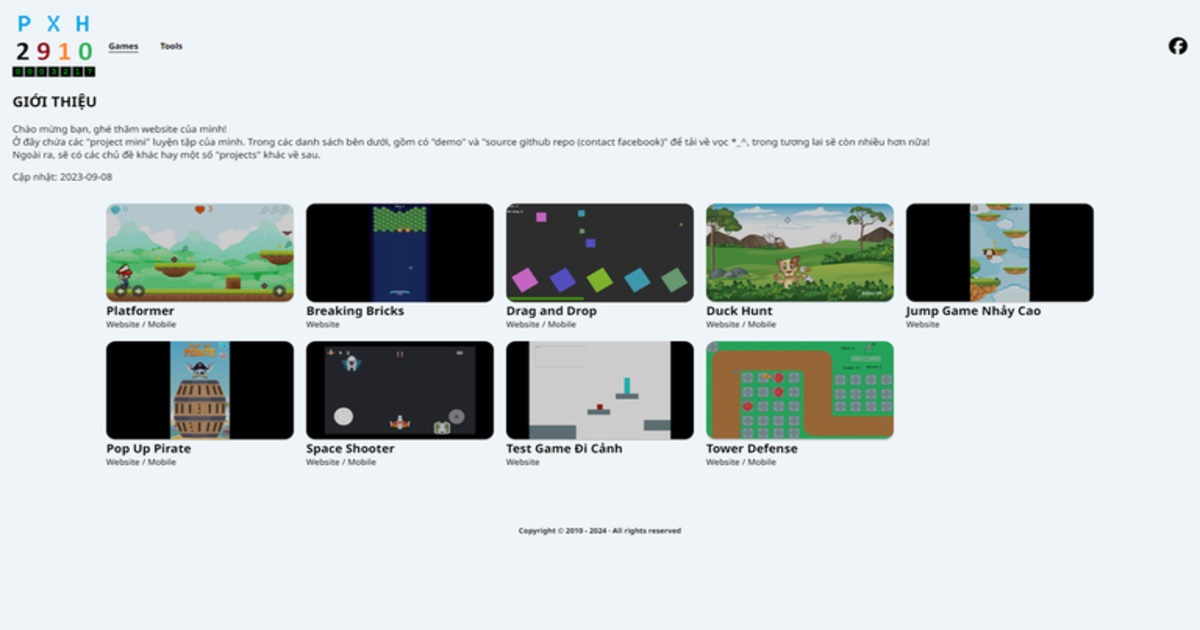 P X H
2910
Games
Tools
GIỚI THIỆU
Chào mừng bạn, ghé thăm website của mình!
Ở đây chứa các "project mini" luyện tập của mình. Trong các danh sách bên dưới, gồm có "demo" và "source github repo (contact facebook)" để tải về vọc *_^, trong tương lai sẽ còn nhiều hơn nữa!
Ngoài ra, sẽ có các chủ đề khác hay một số "projects" khác về sau.
Cập nhật: 2023-09-08
Platformer
Website / Mobile
Breaking Bricks
Website
Drag and Drop
Website / Mobile
Duck Hunt
Website / Mobile
Jump Game Nhảy Cao
Website
Pop Up Pirate
Website / Mobile
Space Shooter
Website / Mobile
Test Game Đi Cảnh
Website
Tower Defense
Website / Mobile
Copyright © 2010 - 2024 - All rights reserved